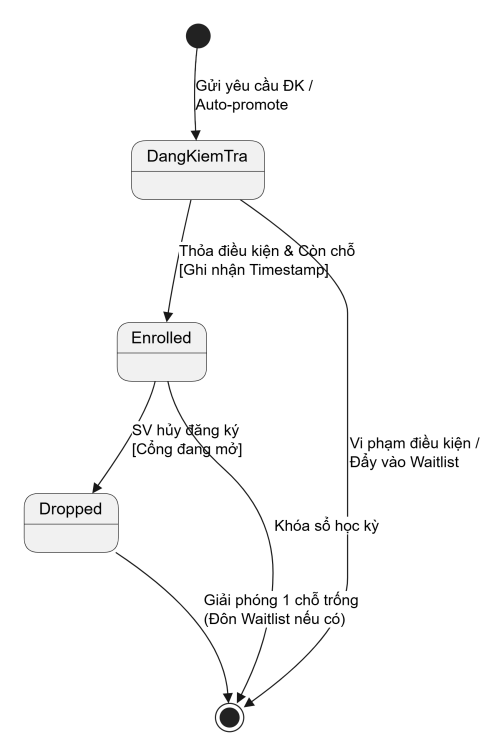 Gửi yêu cầu ĐK /
Auto-promote
DangKiemTra
Thỏa điều kiện & Còn chỗ
[Ghi nhận Timestamp]
Enrolled
SV hủy đăng ký
[Cổng đang mở]
Vi phạm điều kiện /
Đẩy vào Waitlist
Dropped
Khóa sổ học kỳ
Giải phóng 1 chỗ trống
(Đôn Waitlist nếu có)